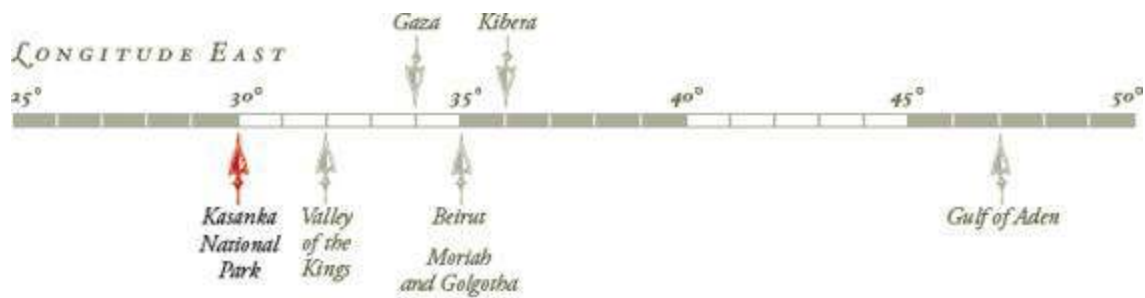 Gaza Kibera
LONGITUDE EAST
25° 30° 35° 40° 45° 50°
Kasanka
National
Park
Valley
of the
Kings
Beirut
Moriah
and Golgotha
Gulf of Aden